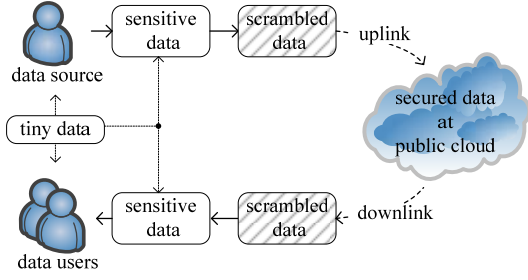 sensitive
data
scrambled
data
uplink
data source
secured data
at
public cloud
tiny data
sensitive
data
scrambled
data
downlink
data users